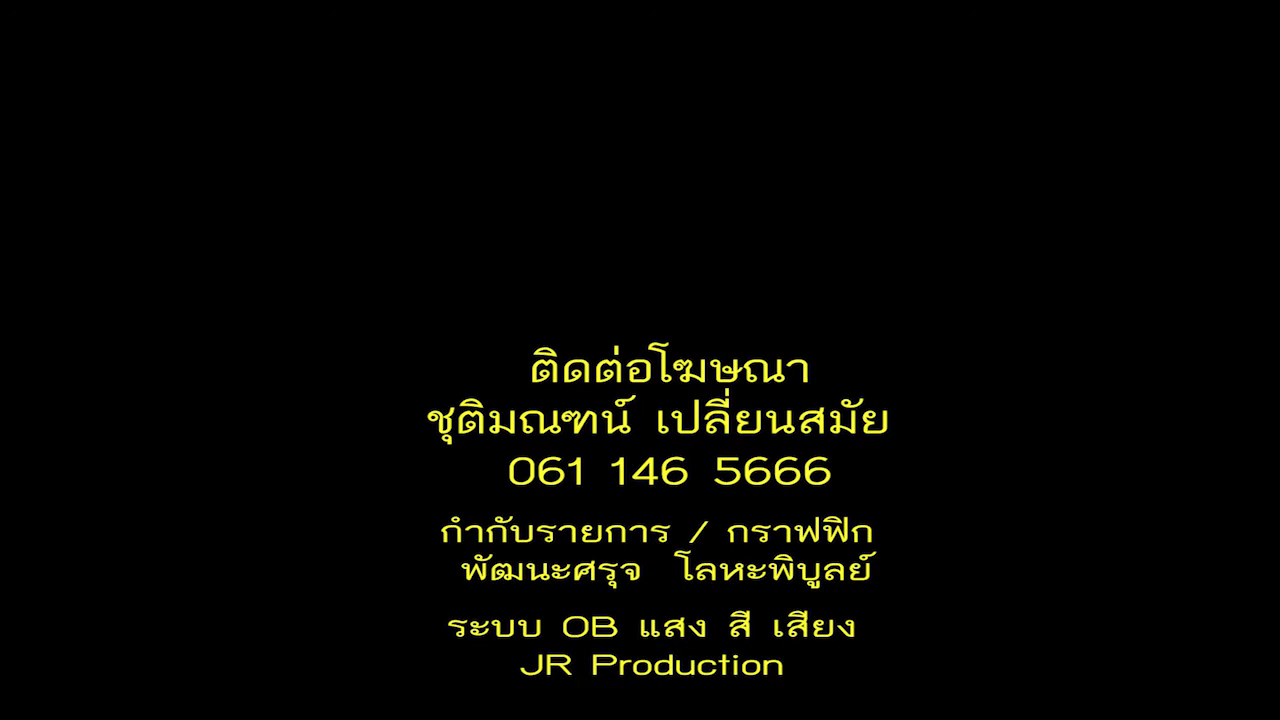 ติดต่อโฆษณา
ชุติมณฑน์ เปลี่ยนสมัย
061 146 5666
กำกับรายการ / กราฟฟิก
พัฒนะศรุจ โลหะพิบูลย์
ระบบ OB แสง สี เสียง
JR Production